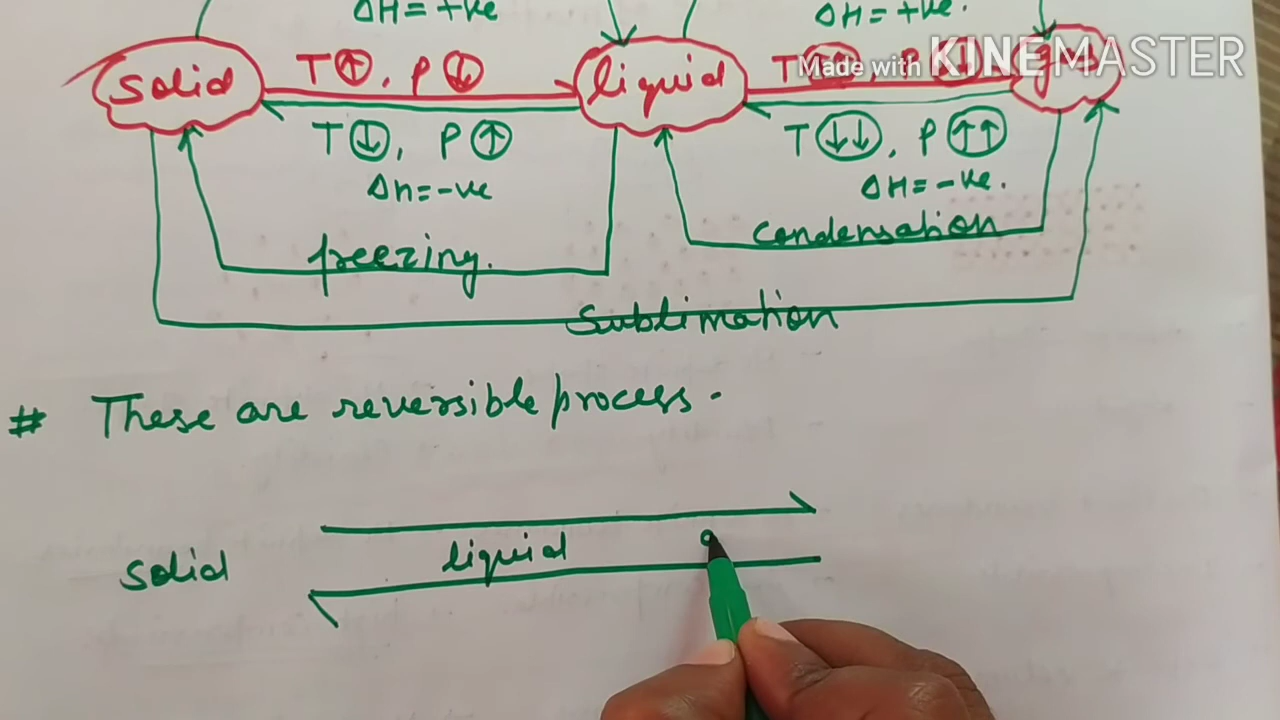 ΔH = +ve ΔH = +ve.
solid T↑, P↓ liquid T P gas
Made with KINEMASTER
T↓, P↑ T↓↓, P↑↑
Δh = -ve ΔH = -ve.
freezing. condensation
Sublimation
# These are reversible process.
solid liquid